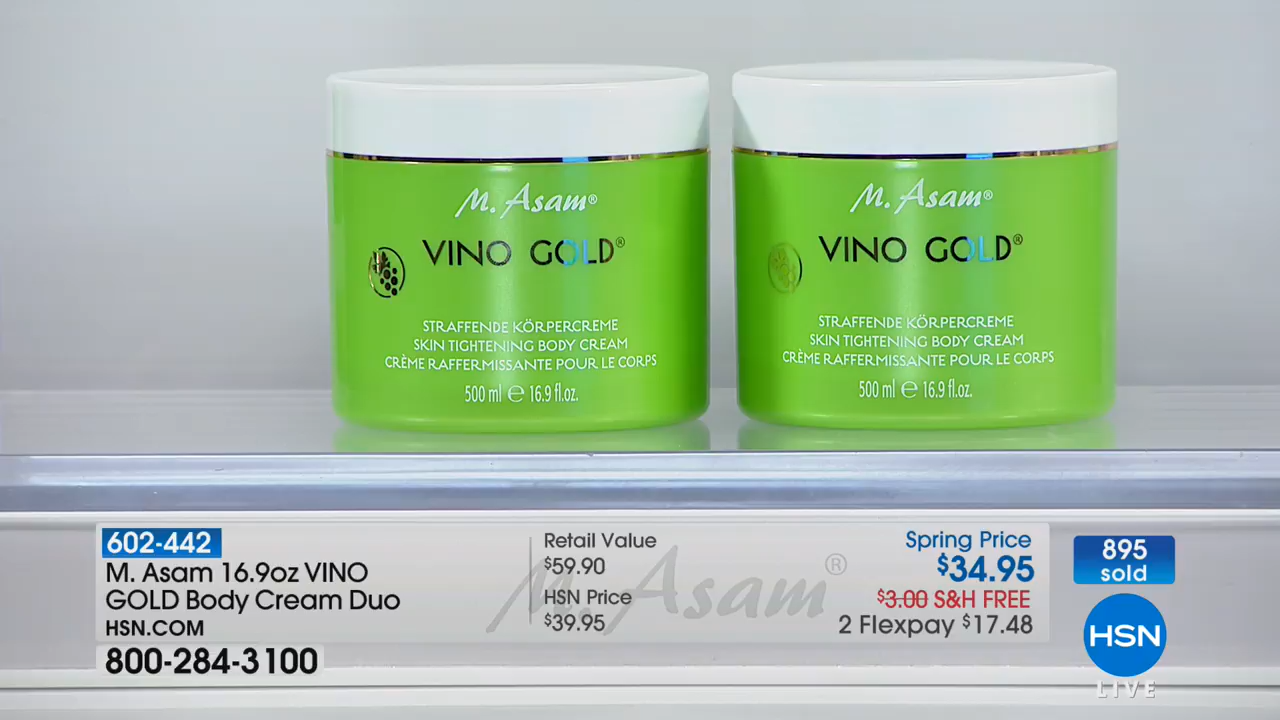 M. Asam®
VINO GOLD®
STRAFFENDE KÖRPERCREME
SKIN TIGHTENING BODY CREAM
CRÈME RAFFERMISSANTE POUR LE CORPS
500 ml ℮ 16.9 fl.oz.
M. Asam®
VINO GOLD®
STRAFFENDE KÖRPERCREME
SKIN TIGHTENING BODY CREAM
CRÈME RAFFERMISSANTE POUR LE CORPS
500 ml ℮ 16.9 fl.oz.
602-442
M. Asam 16.9oz VINO
GOLD Body Cream Duo
HSN.COM
800-284-3100
Retail Value
$59.90
HSN Price
$39.95
M. Asam®
Spring Price
$34.95
$3.00 S&H FREE
2 Flexpay $17.48
895
sold
HSN
LIVE